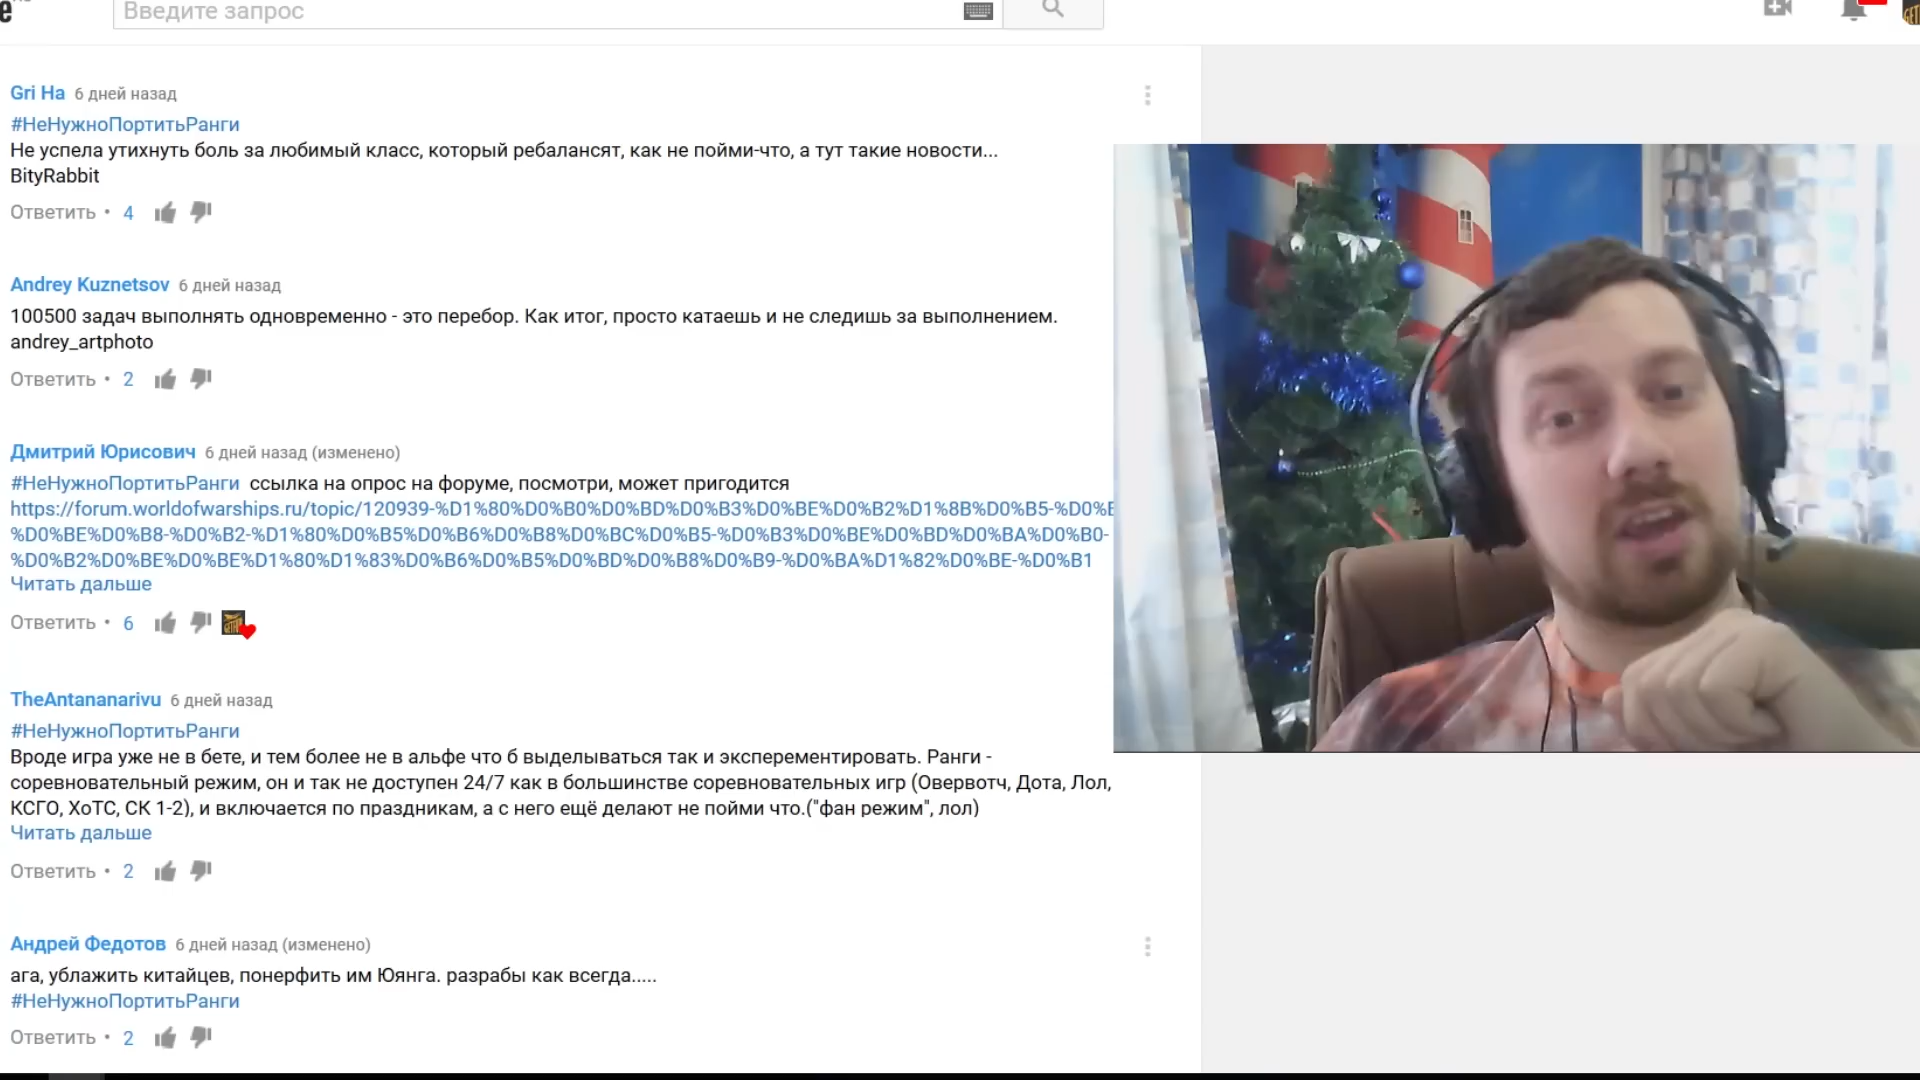 Введите запрос
Gri Ha 6 дней назад
#НеНужноПортитьРанги
Не успела утихнуть боль за любимый класс, который ребалансят, как не пойми-что, а тут такие новости...
BityRabbit
Ответить • 4
Andrey Kuznetsov 6 дней назад
100500 задач выполнять одновременно - это перебор. Как итог, просто катаешь и не следишь за выполнением.
andrey_artphoto
Ответить • 2
Дмитрий Юрисович 6 дней назад (изменено)
#НеНужноПортитьРанги ссылка на опрос на форуме, посмотри, может пригодится
https://forum.worldofwarships.ru/topic/120939-%D1%80%D0%B0%D0%BD%D0%B3%D0%BE%D0%B2%D1%8B%D0%B5-%D0%B
%D0%BE%D0%B8-%D0%B2-%D1%80%D0%B5%D0%B6%D0%B8%D0%BC%D0%B5-%D0%B3%D0%BE%D0%BD%D0%BA%D0%B0-
%D0%B2%D0%BE%D0%BE%D1%80%D1%83%D0%B6%D0%B5%D0%BD%D0%B8%D0%B9-%D0%BA%D1%82%D0%BE-%D0%B1
Читать дальше
Ответить • 6
TheAntananarivu 6 дней назад
#НеНужноПортитьРанги
Вроде игра уже не в бете, и тем более не в альфе что б выделываться так и эксперементировать. Ранги -
соревновательный режим, он и так не доступен 24/7 как в большинстве соревновательных игр (Овервотч, Дота, Лол,
КСГО, ХоТС, СК 1-2), и включается по праздникам, а с него ещё делают не пойми что.("фан режим", лол)
Читать дальше
Ответить • 2
Андрей Федотов 6 дней назад (изменено)
ага, ублажить китайцев, понерфить им Юянга. разрабы как всегда.....
#НеНужноПортитьРанги
Ответить • 2